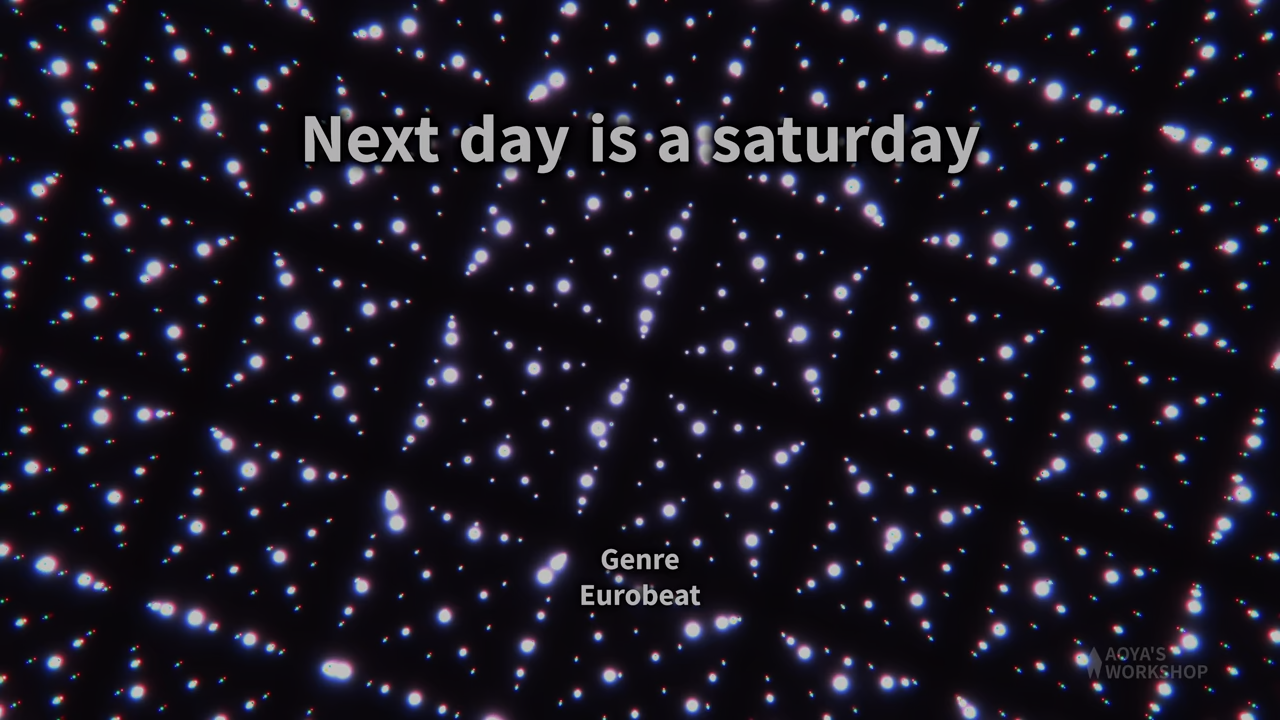 Next day is a saturday
Genre
Eurobeat
AOYA'S
WORKSHOP